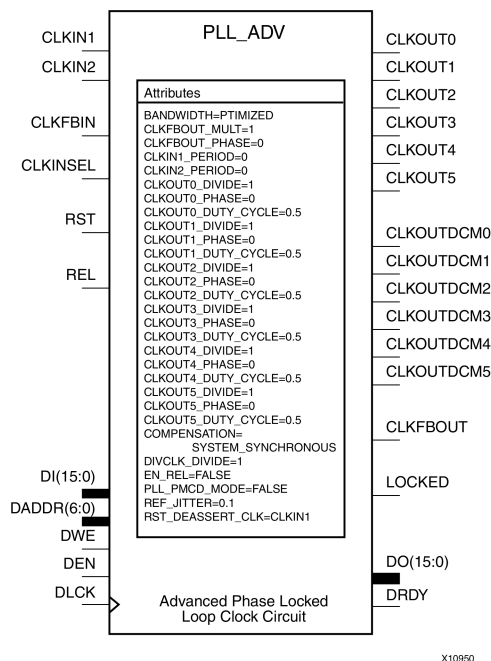 PLL_ADV
CLKIN1
CLKIN2
CLKFBIN
CLKINSEL
RST
REL
DI(15:0)
DADDR(6:0)
DWE
DEN
DLCK
Attributes
BANDWIDTH=PTIMIZED
CLKFBOUT_MULT=1
CLKFBOUT_PHASE=0
CLKIN1_PERIOD=0
CLKIN2_PERIOD=0
CLKOUT0_DIVIDE=1
CLKOUT0_PHASE=0
CLKOUT0_DUTY_CYCLE=0.5
CLKOUT1_DIVIDE=1
CLKOUT1_PHASE=0
CLKOUT1_DUTY_CYCLE=0.5
CLKOUT2_DIVIDE=1
CLKOUT2_PHASE=0
CLKOUT2_DUTY_CYCLE=0.5
CLKOUT3_DIVIDE=1
CLKOUT3_PHASE=0
CLKOUT3_DUTY_CYCLE=0.5
CLKOUT4_DIVIDE=1
CLKOUT4_PHASE=0
CLKOUT4_DUTY_CYCLE=0.5
CLKOUT5_DIVIDE=1
CLKOUT5_PHASE=0
CLKOUT5_DUTY_CYCLE=0.5
COMPENSATION=
SYSTEM_SYNCHRONOUS
DIVCLK_DIVIDE=1
EN_REL=FALSE
PLL_PMCD_MODE=FALSE
REF_JITTER=0.1
RST_DEASSERT_CLK=CLKIN1
CLKOUT0
CLKOUT1
CLKOUT2
CLKOUT3
CLKOUT4
CLKOUT5
CLKOUTDCM0
CLKOUTDCM1
CLKOUTDCM2
CLKOUTDCM3
CLKOUTDCM4
CLKOUTDCM5
CLKFBOUT
LOCKED
DO(15:0)
DRDY
Advanced Phase Locked
Loop Clock Circuit
X10950